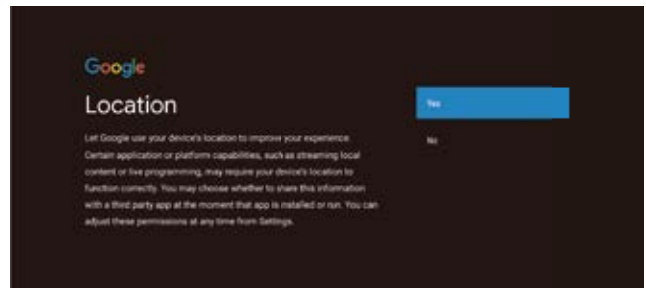 Google
Location
Yes
Let Google use your device's location to improve your experience.
Certain application or platform capabilities, such as streaming local
No
content or live programming, may require your device's location to
function correctly. You may choose whether to share this information
with a third party app at the moment that app is installed or run. You can
adjust these permissions at any time from Settings.